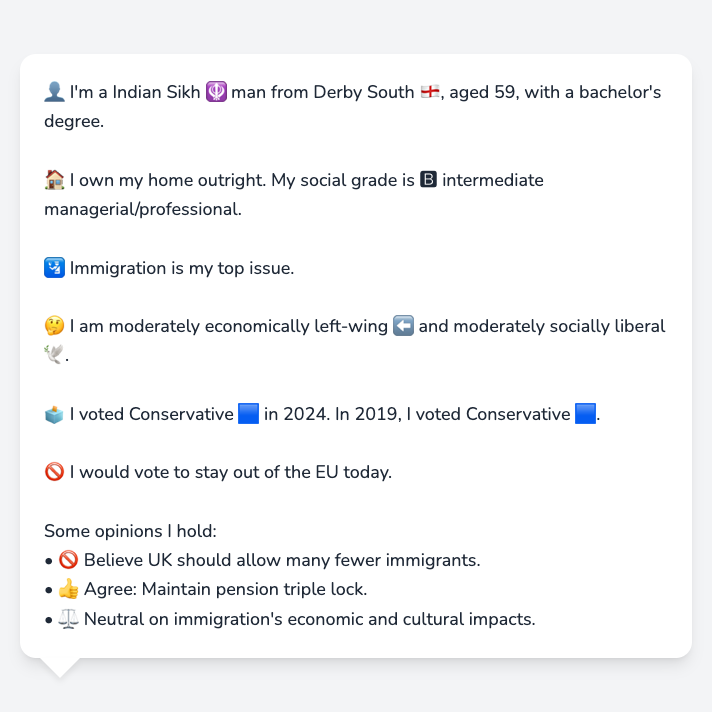 👤 I'm a Indian Sikh 🪯 man from Derby South 🏴󠁧󠁢󠁥󠁮󠁧󠁿, aged 59, with a bachelor's
degree.
🏠 I own my home outright. My social grade is 🅱 intermediate
managerial/professional.
🛂 Immigration is my top issue.
🤔 I am moderately economically left-wing ⬅️ and moderately socially liberal
🕊️.
🗳️ I voted Conservative 🟦 in 2024. In 2019, I voted Conservative 🟦.
🚫 I would vote to stay out of the EU today.
Some opinions I hold:
• 🚫 Believe UK should allow many fewer immigrants.
• 👍 Agree: Maintain pension triple lock.
• ⚖️ Neutral on immigration's economic and cultural impacts.